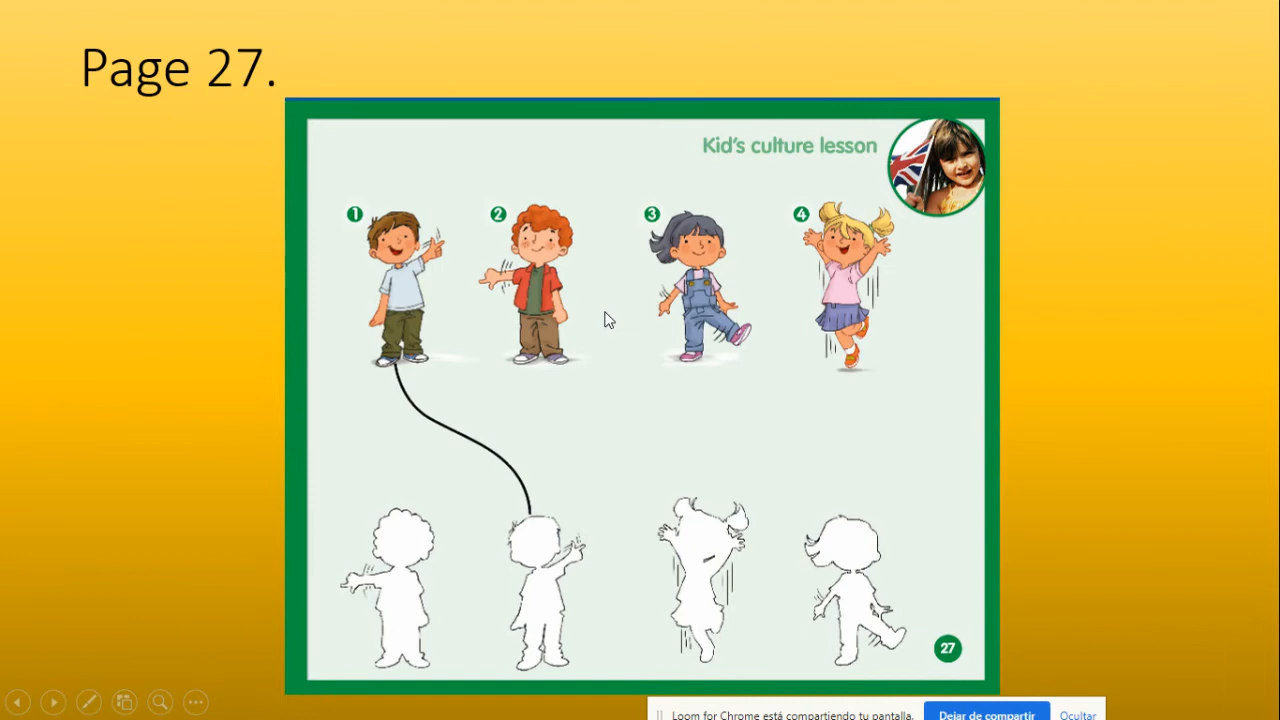 Page 27.
Kid's culture lesson
1 2 3 4
27
Loom for Chrome está compartiendo tu pantalla. Dejar de compartir Ocultar